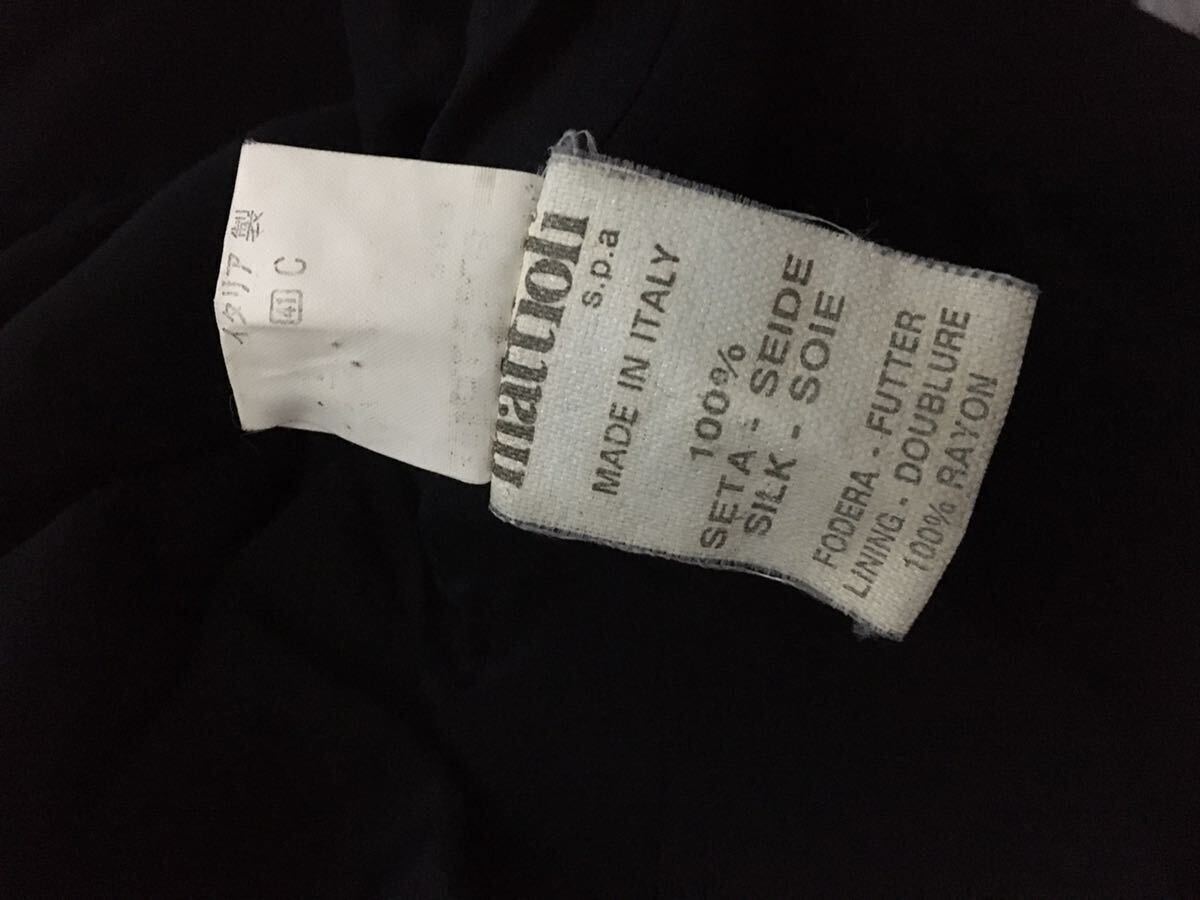 イタリア製
41 C
mattioli
s.p.a
MADE IN ITALY
100%
SETA - SEIDE
SILK - SOIE
FODERA - FUTTER
LINING - DOUBLURE
100% RAYON